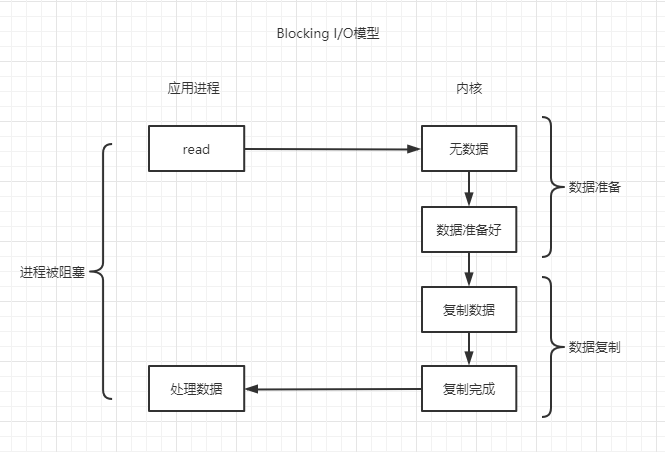 Blocking I/O模型
应用进程
内核
read
无数据
数据准备
数据准备好
进程被阻塞
复制数据
数据复制
处理数据
复制完成